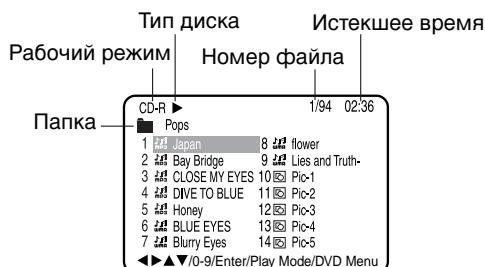 Тип диска
Истекшее время
Рабочий режим
Номер файла
CD-R ▶ 1/94 02:36
Папка
Pops
1 Japan 8 flower
2 Bay Bridge 9 Lies and Truth-
3 CLOSE MY EYES 10 Pic-1
4 DIVE TO BLUE 11 Pic-2
5 Honey 12 Pic-3
6 BLUE EYES 13 Pic-4
7 Blurry Eyes 14 Pic-5
◀▶▲▼/0-9/Enter/Play Mode/DVD Menu